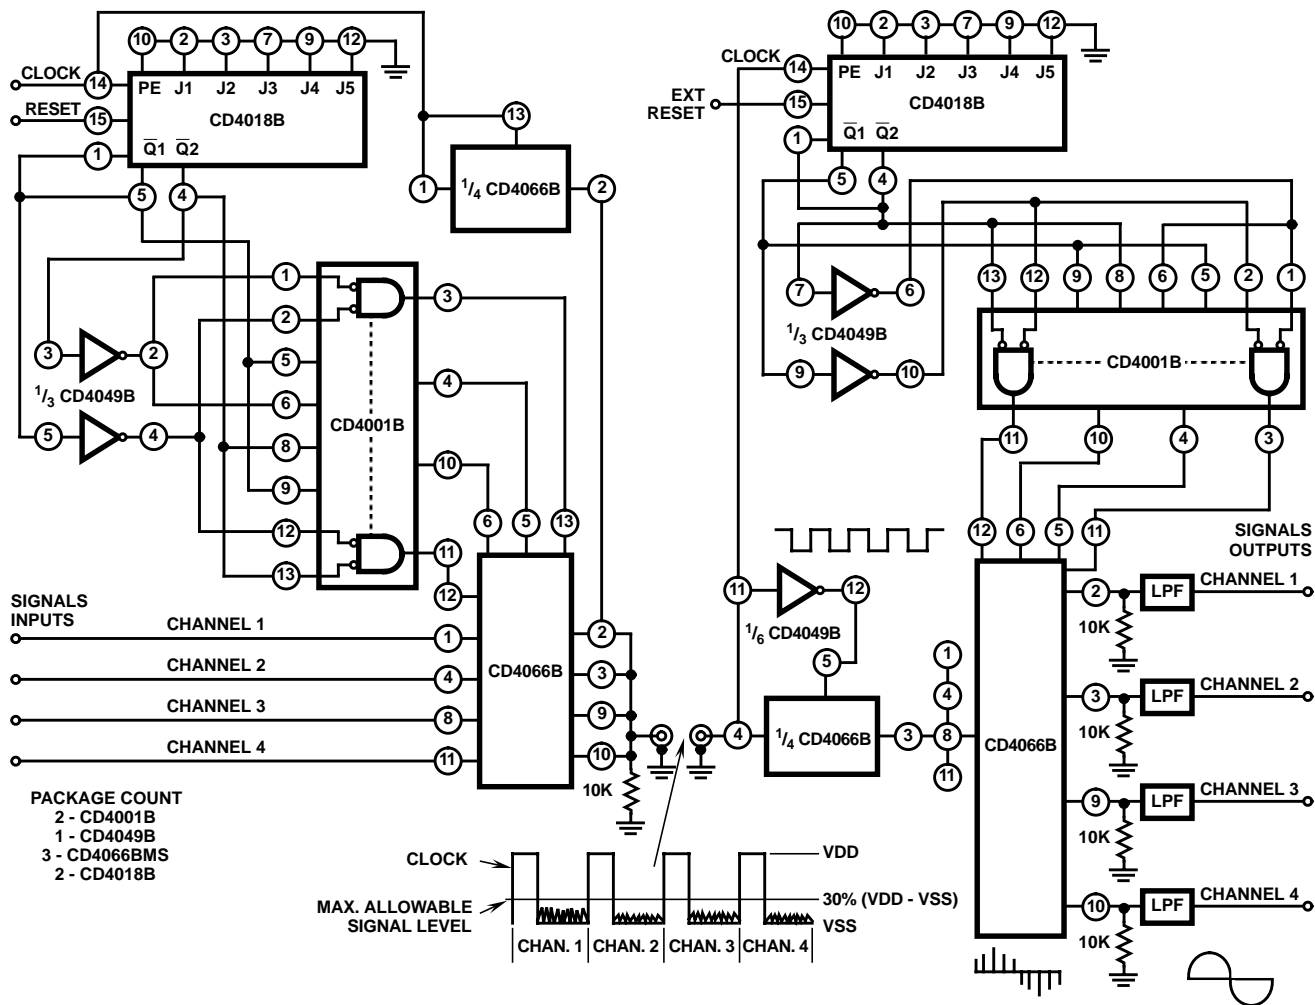 10 2 3 7 9 12
CLOCK 14 PE J1 J2 J3 J4 J5
RESET 15 CD4018B
1 Q̅1 Q̅2
5 4
13
1 1/4 CD4066B 2
1 3
2
3 2 5
1/3 CD4049B 4
6 CD4001B
5 4 8
10
9
6 5 13
12 11
13 12
SIGNALS
INPUTS
CHANNEL 1 1 2
CHANNEL 2 4 CD4066B 3
CHANNEL 3 8 9
CHANNEL 4 11 10
10K
PACKAGE COUNT
2 - CD4001B
1 - CD4049B
3 - CD4066BMS
2 - CD4018B
CLOCK VDD
MAX. ALLOWABLE
SIGNAL LEVEL
30% (VDD - VSS)
VSS
CHAN. 1 CHAN. 2 CHAN. 3 CHAN. 4
10 2 3 7 9 12
CLOCK 14 PE J1 J2 J3 J4 J5
EXT
RESET
15 CD4018B
1 Q̅1 Q̅2
5 4
7 6 13 12 9 8 6 5 2 1
1/3 CD4049B
9 10 CD4001B
11 10 4 3
12 6 5 11
SIGNALS
OUTPUTS
11 12
1/6 CD4049B
5
4 1/4 CD4066B 3
1
4
8
11
CD4066B
2 LPF CHANNEL 1
10K
3 LPF CHANNEL 2
10K
9 LPF CHANNEL 3
10K
10 LPF CHANNEL 4
10K